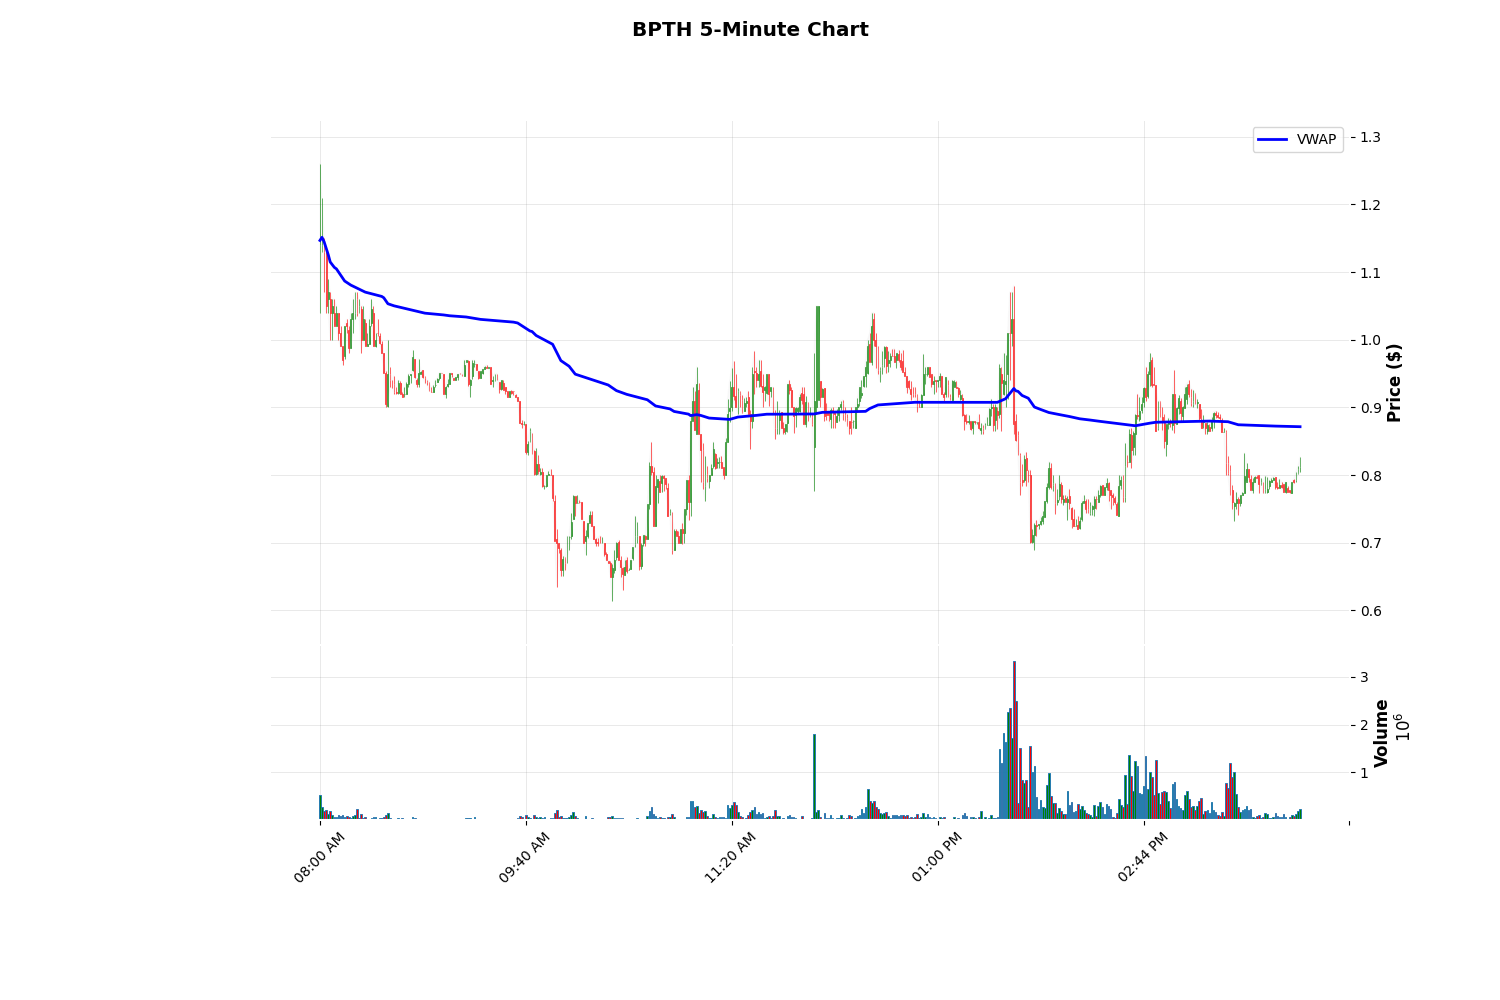 BPTH 5-Minute Chart
VWAP
1.3
1.2
1.1
1.0
0.9
0.8
0.7
0.6
Price ($)
3
2
1
Volume
10⁶
08:00 AM
09:40 AM
11:20 AM
01:00 PM
02:44 PM